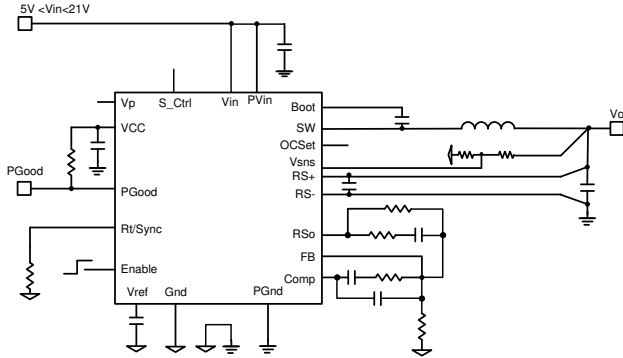 5V <Vin<21V
Vp
S_Ctrl
Vin
PVin
Boot
VCC
SW
Vo
OCSet
Vsns
PGood
PGood
RS+
RS-
Rt/Sync
RSo
FB
Enable
Comp
Vref
Gnd
PGnd